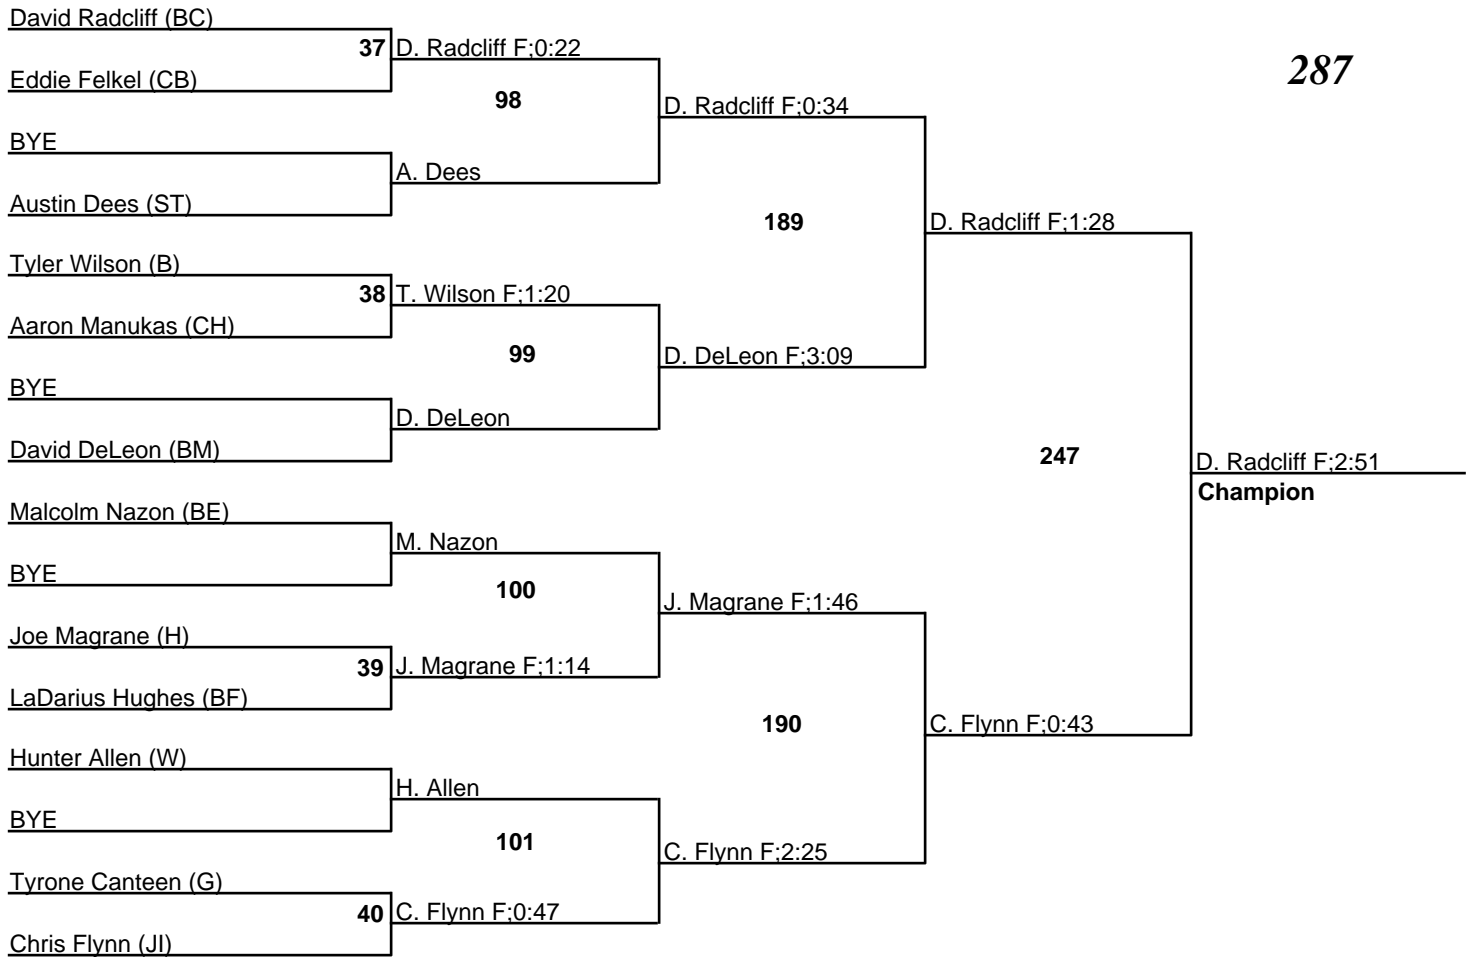 David Radcliff (BC)
37 D. Radcliff F;0:22
287
Eddie Felkel (CB)
98
D. Radcliff F;0:34
BYE
A. Dees
Austin Dees (ST)
189
D. Radcliff F;1:28
Tyler Wilson (B)
38 T. Wilson F;1:20
Aaron Manukas (CH)
99
D. DeLeon F;3:09
BYE
D. DeLeon
David DeLeon (BM)
247
D. Radcliff F;2:51
Champion
Malcolm Nazon (BE)
M. Nazon
BYE
100
J. Magrane F;1:46
Joe Magrane (H)
39 J. Magrane F;1:14
LaDarius Hughes (BF)
190
C. Flynn F;0:43
Hunter Allen (W)
H. Allen
BYE
101
C. Flynn F;2:25
Tyrone Canteen (G)
40 C. Flynn F;0:47
Chris Flynn (JI)